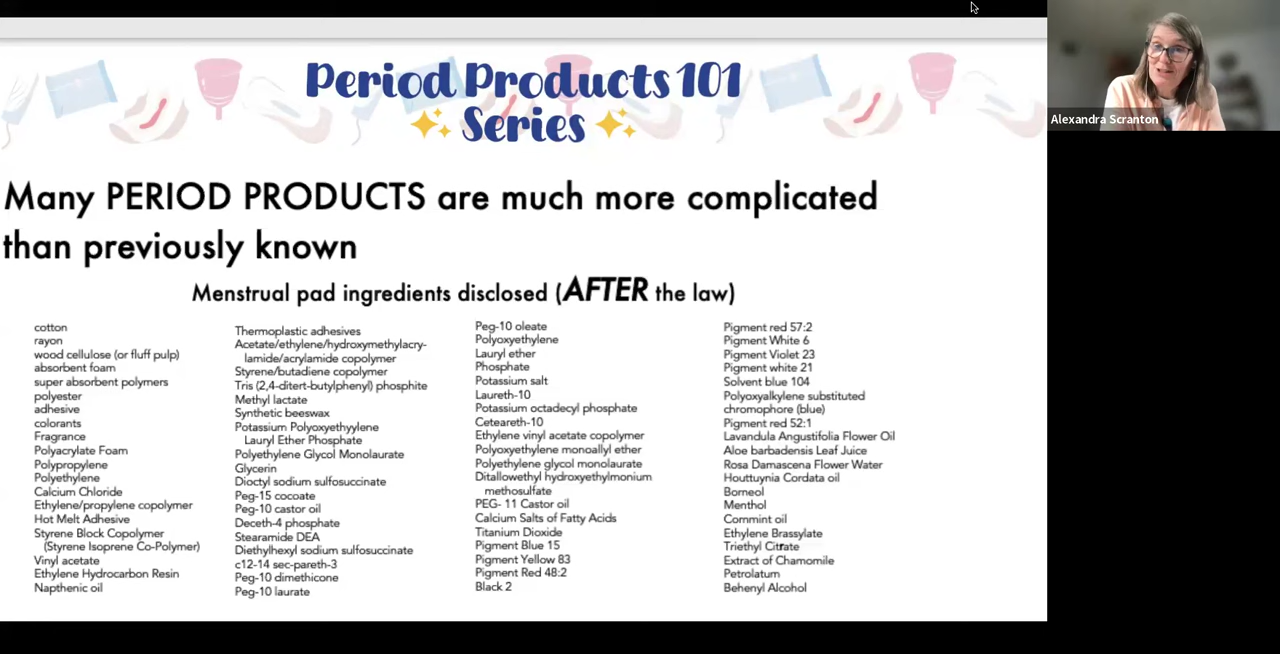 Period Products 101
Series
Alexandra Scranton
Many PERIOD PRODUCTS are much more complicated
than previously known
Menstrual pad ingredients disclosed (AFTER the law)
cotton
rayon
wood cellulose (or fluff pulp)
absorbent foam
super absorbent polymers
polyester
adhesive
colorants
Fragrance
Polyacrylate Foam
Polypropylene
Polyethylene
Calcium Chloride
Ethylene/propylene copolymer
Hot Melt Adhesive
Styrene Block Copolymer
(Styrene Isoprene Co-Polymer)
Vinyl acetate
Ethylene Hydrocarbon Resin
Napthenic oil
Thermoplastic adhesives
Acetate/ethylene/hydroxymethylacry-
lamide/acrylamide copolymer
Styrene/butadiene copolymer
Tris (2,4-ditert-butylphenyl) phosphite
Methyl lactate
Synthetic beeswax
Potassium Polyoxyethyylene
Lauryl Ether Phosphate
Polyethylene Glycol Monolaurate
Glycerin
Dioctyl sodium sulfosuccinate
Peg-15 cocoate
Peg-10 castor oil
Deceth-4 phosphate
Stearamide DEA
Diethylhexyl sodium sulfosuccinate
c12-14 sec-pareth-3
Peg-10 dimethicone
Peg-10 laurate
Peg-10 oleate
Polyoxyethylene
Lauryl ether
Phosphate
Potassium salt
Laureth-10
Potassium octadecyl phosphate
Ceteareth-10
Ethylene vinyl acetate copolymer
Polyoxyethylene monoallyl ether
Polyethylene glycol monolaurate
Ditallowethyl hydroxyethylmonium
methosulfate
PEG- 11 Castor oil
Calcium Salts of Fatty Acids
Titanium Dioxide
Pigment Blue 15
Pigment Yellow 83
Pigment Red 48:2
Black 2
Pigment red 57:2
Pigment White 6
Pigment Violet 23
Pigment white 21
Solvent blue 104
Polyoxyalkylene substituted
chromophore (blue)
Pigment red 52:1
Lavandula Angustifolia Flower Oil
Aloe barbadensis Leaf Juice
Rosa Damascena Flower Water
Houttuynia Cordata oil
Borneol
Menthol
Commint oil
Ethylene Brassylate
Triethyl Citrate
Extract of Chamomile
Petrolatum
Behenyl Alcohol